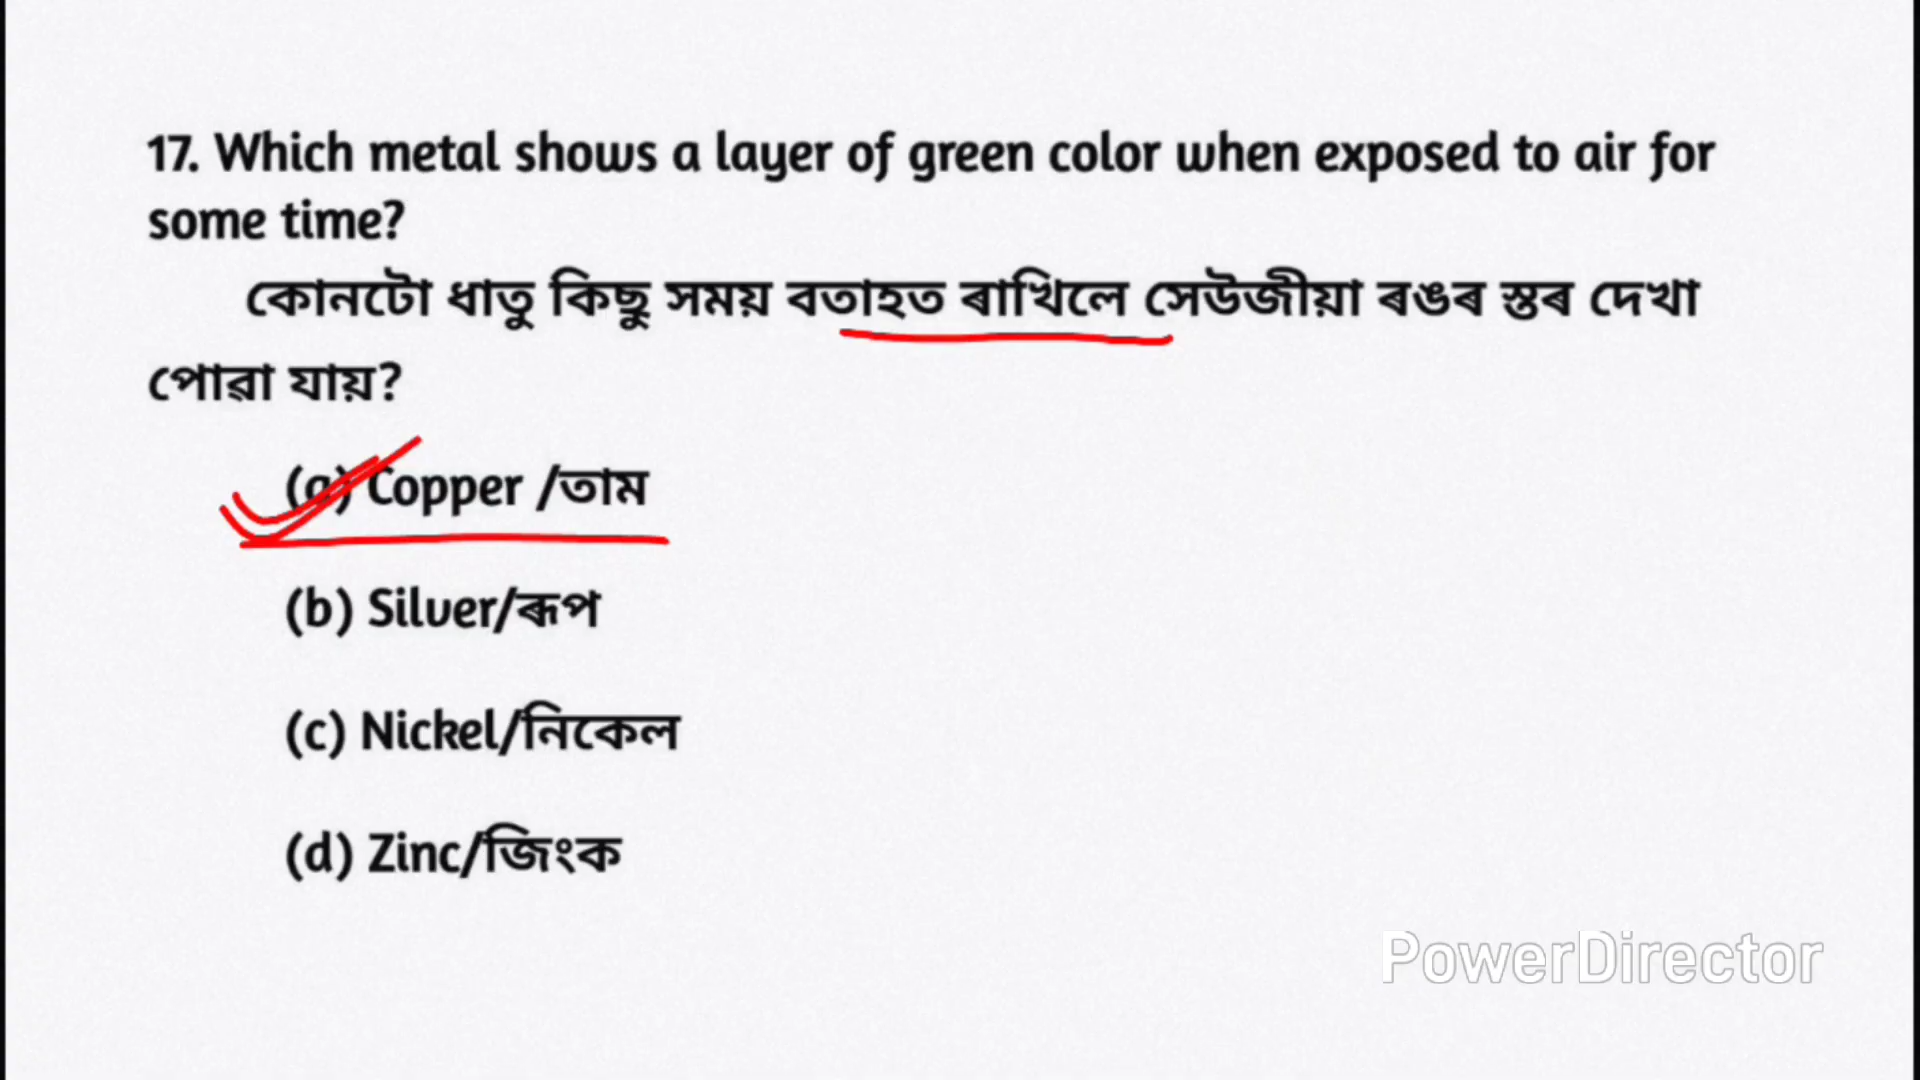 17. Which metal shows a layer of green color when exposed to air for
some time?
কোনটো ধাতু কিছু সময় বতাহত ৰাখিলে সেউজীয়া ৰঙৰ স্তৰ দেখা
পোৱা যায়?
(a) Copper /তাম
(b) Silver/ৰূপ
(c) Nickel/নিকেল
(d) Zinc/জিংক
PowerDirector